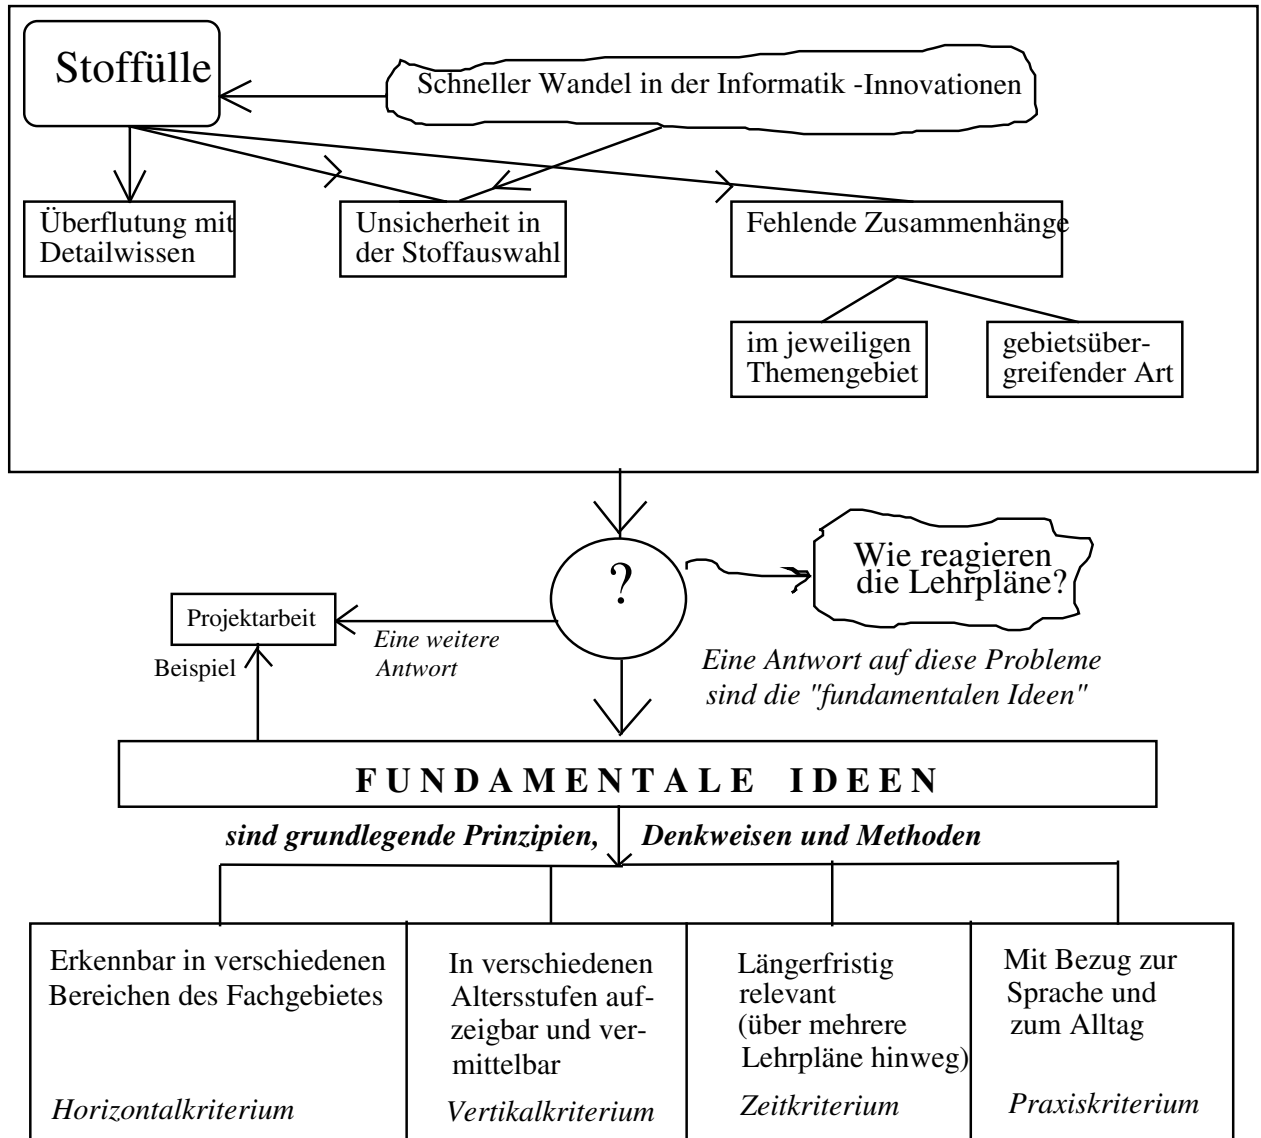 Stoffülle
Schneller Wandel in der Informatik -Innovationen
Überflutung mit
Detailwissen
Unsicherheit in
der Stoffauswahl
Fehlende Zusammenhänge
im jeweiligen
Themengebiet
gebietsüber-
greifender Art
?
Wie reagieren
die Lehrpläne?
Projektarbeit
Eine weitere
Antwort
Beispiel
Eine Antwort auf diese Probleme
sind die "fundamentalen Ideen"
FUNDAMENTALE IDEEN
sind grundlegende Prinzipien, Denkweisen und Methoden
Erkennbar in verschiedenen
Bereichen des Fachgebietes
Horizontalkriterium
In verschiedenen
Altersstufen auf-
zeigbar und ver-
mittelbar
Vertikalkriterium
Längerfristig
relevant
(über mehrere
Lehrpläne hinweg)
Zeitkriterium
Mit Bezug zur
Sprache und
zum Alltag
Praxiskriterium